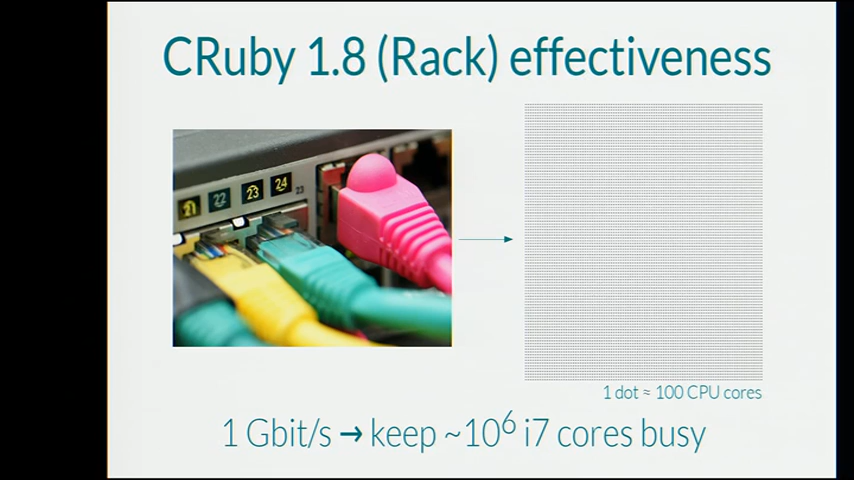 CRuby 1.8 (Rack) effectiveness
21 22 23 24
23
1 dot ≈ 100 CPU cores
1 Gbit/s → keep ~10⁶ i7 cores busy